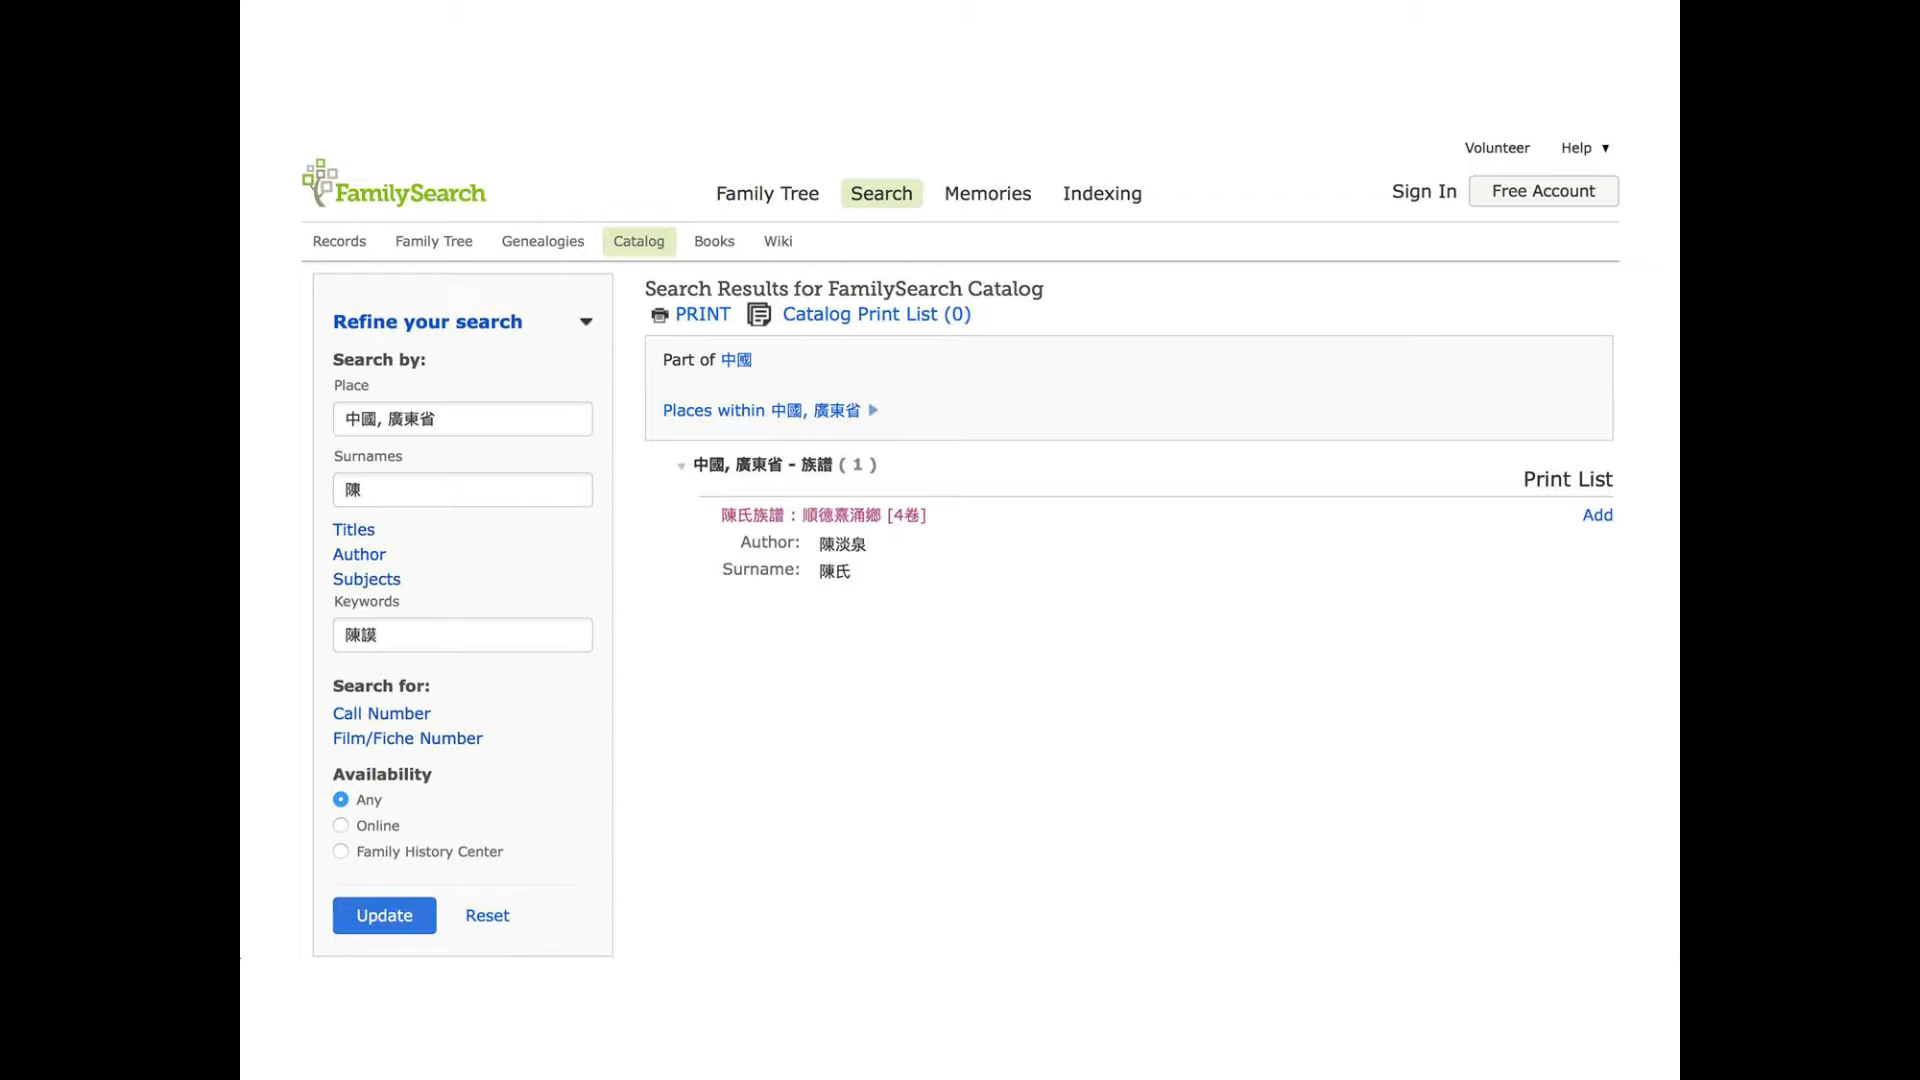 Volunteer Help ▼
FamilySearch
Family Tree Search Memories Indexing
Sign In Free Account
Records Family Tree Genealogies Catalog Books Wiki
Refine your search
Search by:
Place
中國, 廣東省
Surnames
陳
Titles
Author
Subjects
Keywords
陳謨
Search for:
Call Number
Film/Fiche Number
Availability
Any
Online
Family History Center
Update Reset
Search Results for FamilySearch Catalog
PRINT Catalog Print List (0)
Part of 中國
Places within 中國, 廣東省
中國, 廣東省 - 族譜 ( 1 )
Print List
陳氏族譜 : 順德熹涌鄉 [4卷] Add
Author: 陳淡泉
Surname: 陳氏